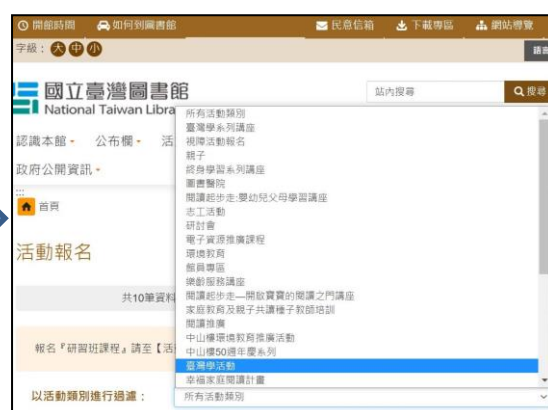 開館時間 如何到圖書館 民意信箱 下載專區 網站導覽
字級： 大 中 小
國立臺灣圖書館
National Taiwan Libra
站內搜尋 搜尋
認識本館 公布欄 活
政府公開資訊
:::
首頁
活動報名
共10筆資料
報名『研習班課程』請至【活
以活動類別進行過濾：
所有活動類別
臺灣學系列講座
視障活動報名
親子
終身學習系列講座
圖書醫院
閱讀起步走:嬰幼兒父母學習講座
志工活動
研討會
電子資源推廣課程
環境教育
館員專區
樂齡服務講座
閱讀起步走—開啟寶寶的閱讀之門講座
家庭教育及親子共讀種子教師培訓
閱讀推廣
中山樓環境教育推廣活動
中山樓50週年慶系列
臺灣學活動
幸福家庭閱讀計畫
所有活動類別